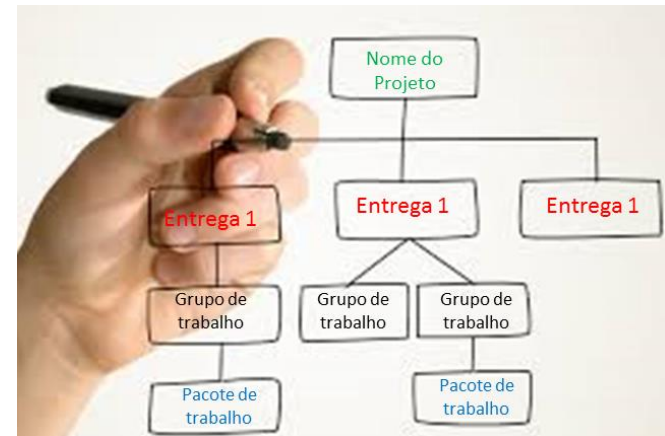 Nome do
Projeto
Entrega 1
Entrega 1
Entrega 1
Grupo de
trabalho
Grupo de
trabalho
Grupo de
trabalho
Pacote de
trabalho
Pacote de
trabalho